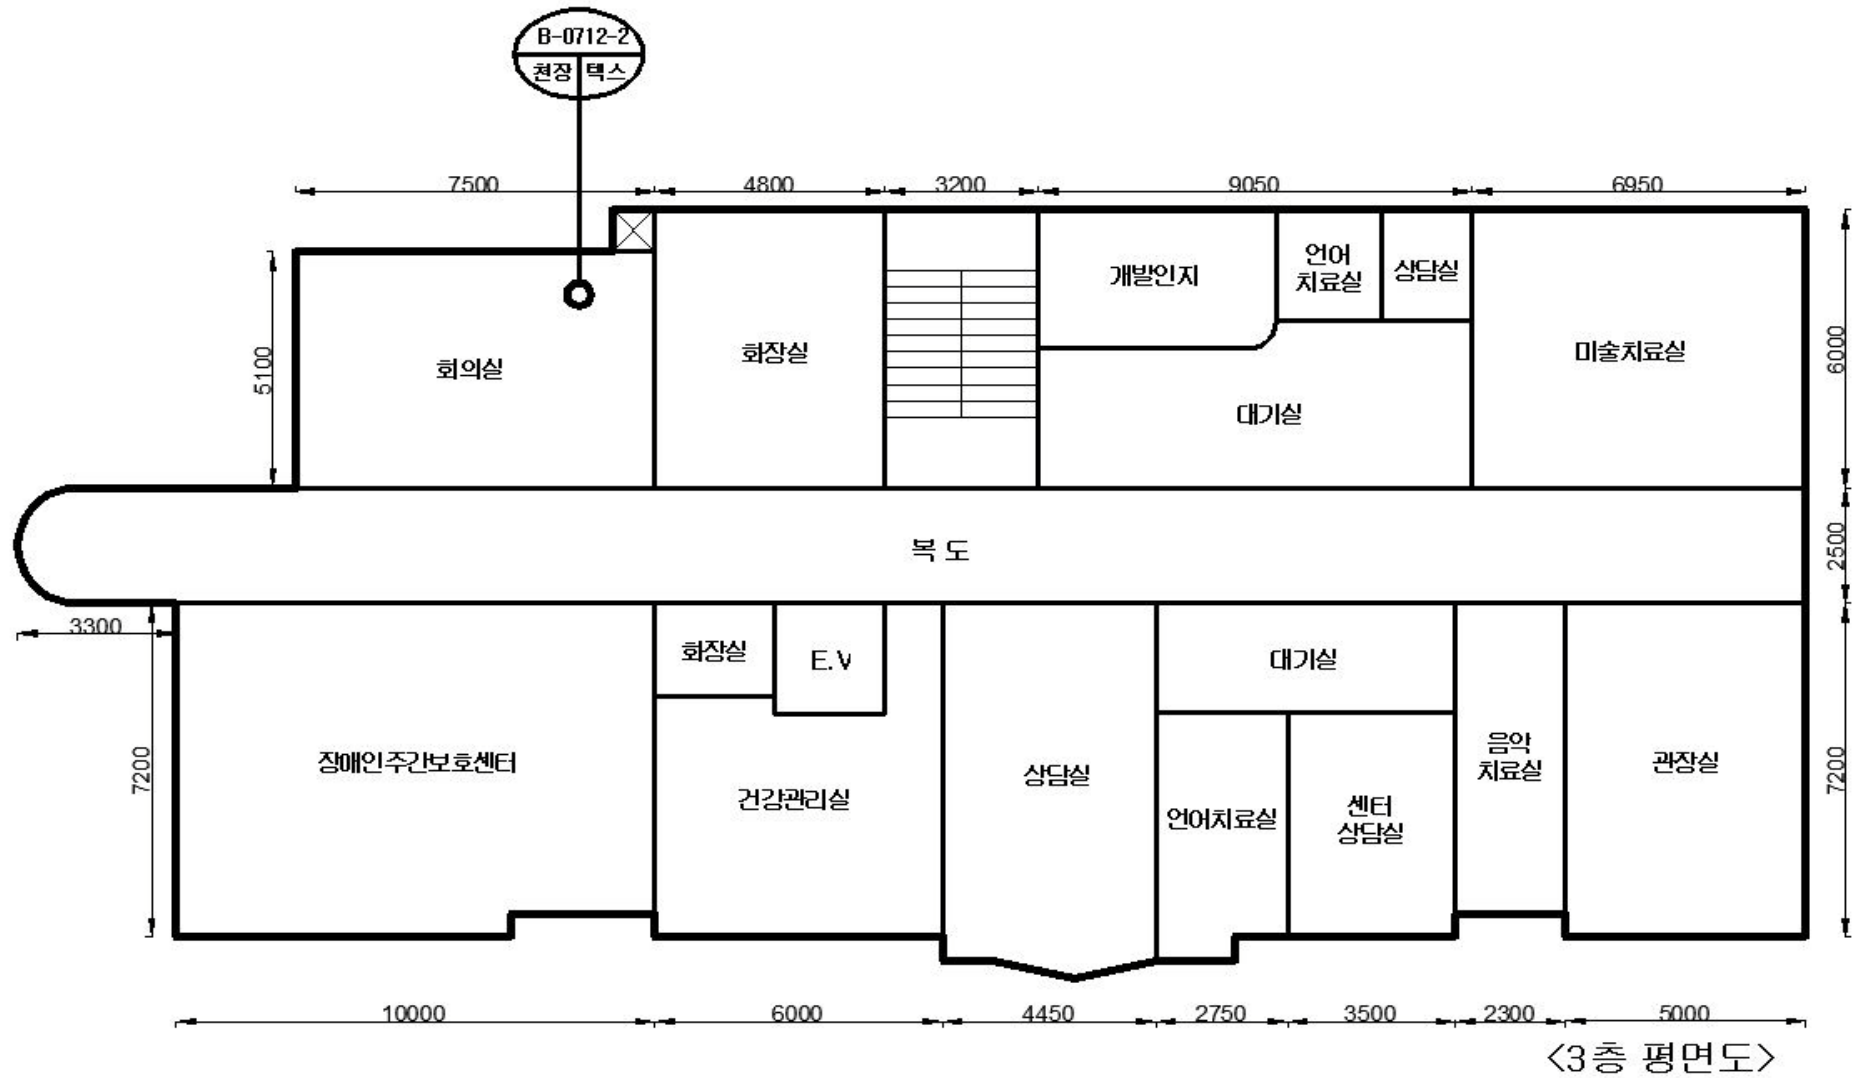 B-0712-2
천장 텍스
7500 4800 3200 9050 6950
개발인지
언어
치료실
상담실
5100
회의실
화장실
대기실
미술치료실
6000
복 도
2500
3300
화장실
E.V
대기실
7200
장애인주간보호센터
건강관리실
상담실
언어치료실
센터
상담실
음악
치료실
관장실
7200
10000 6000 4450 2750 3500 2300 5000
<3층 평면도>